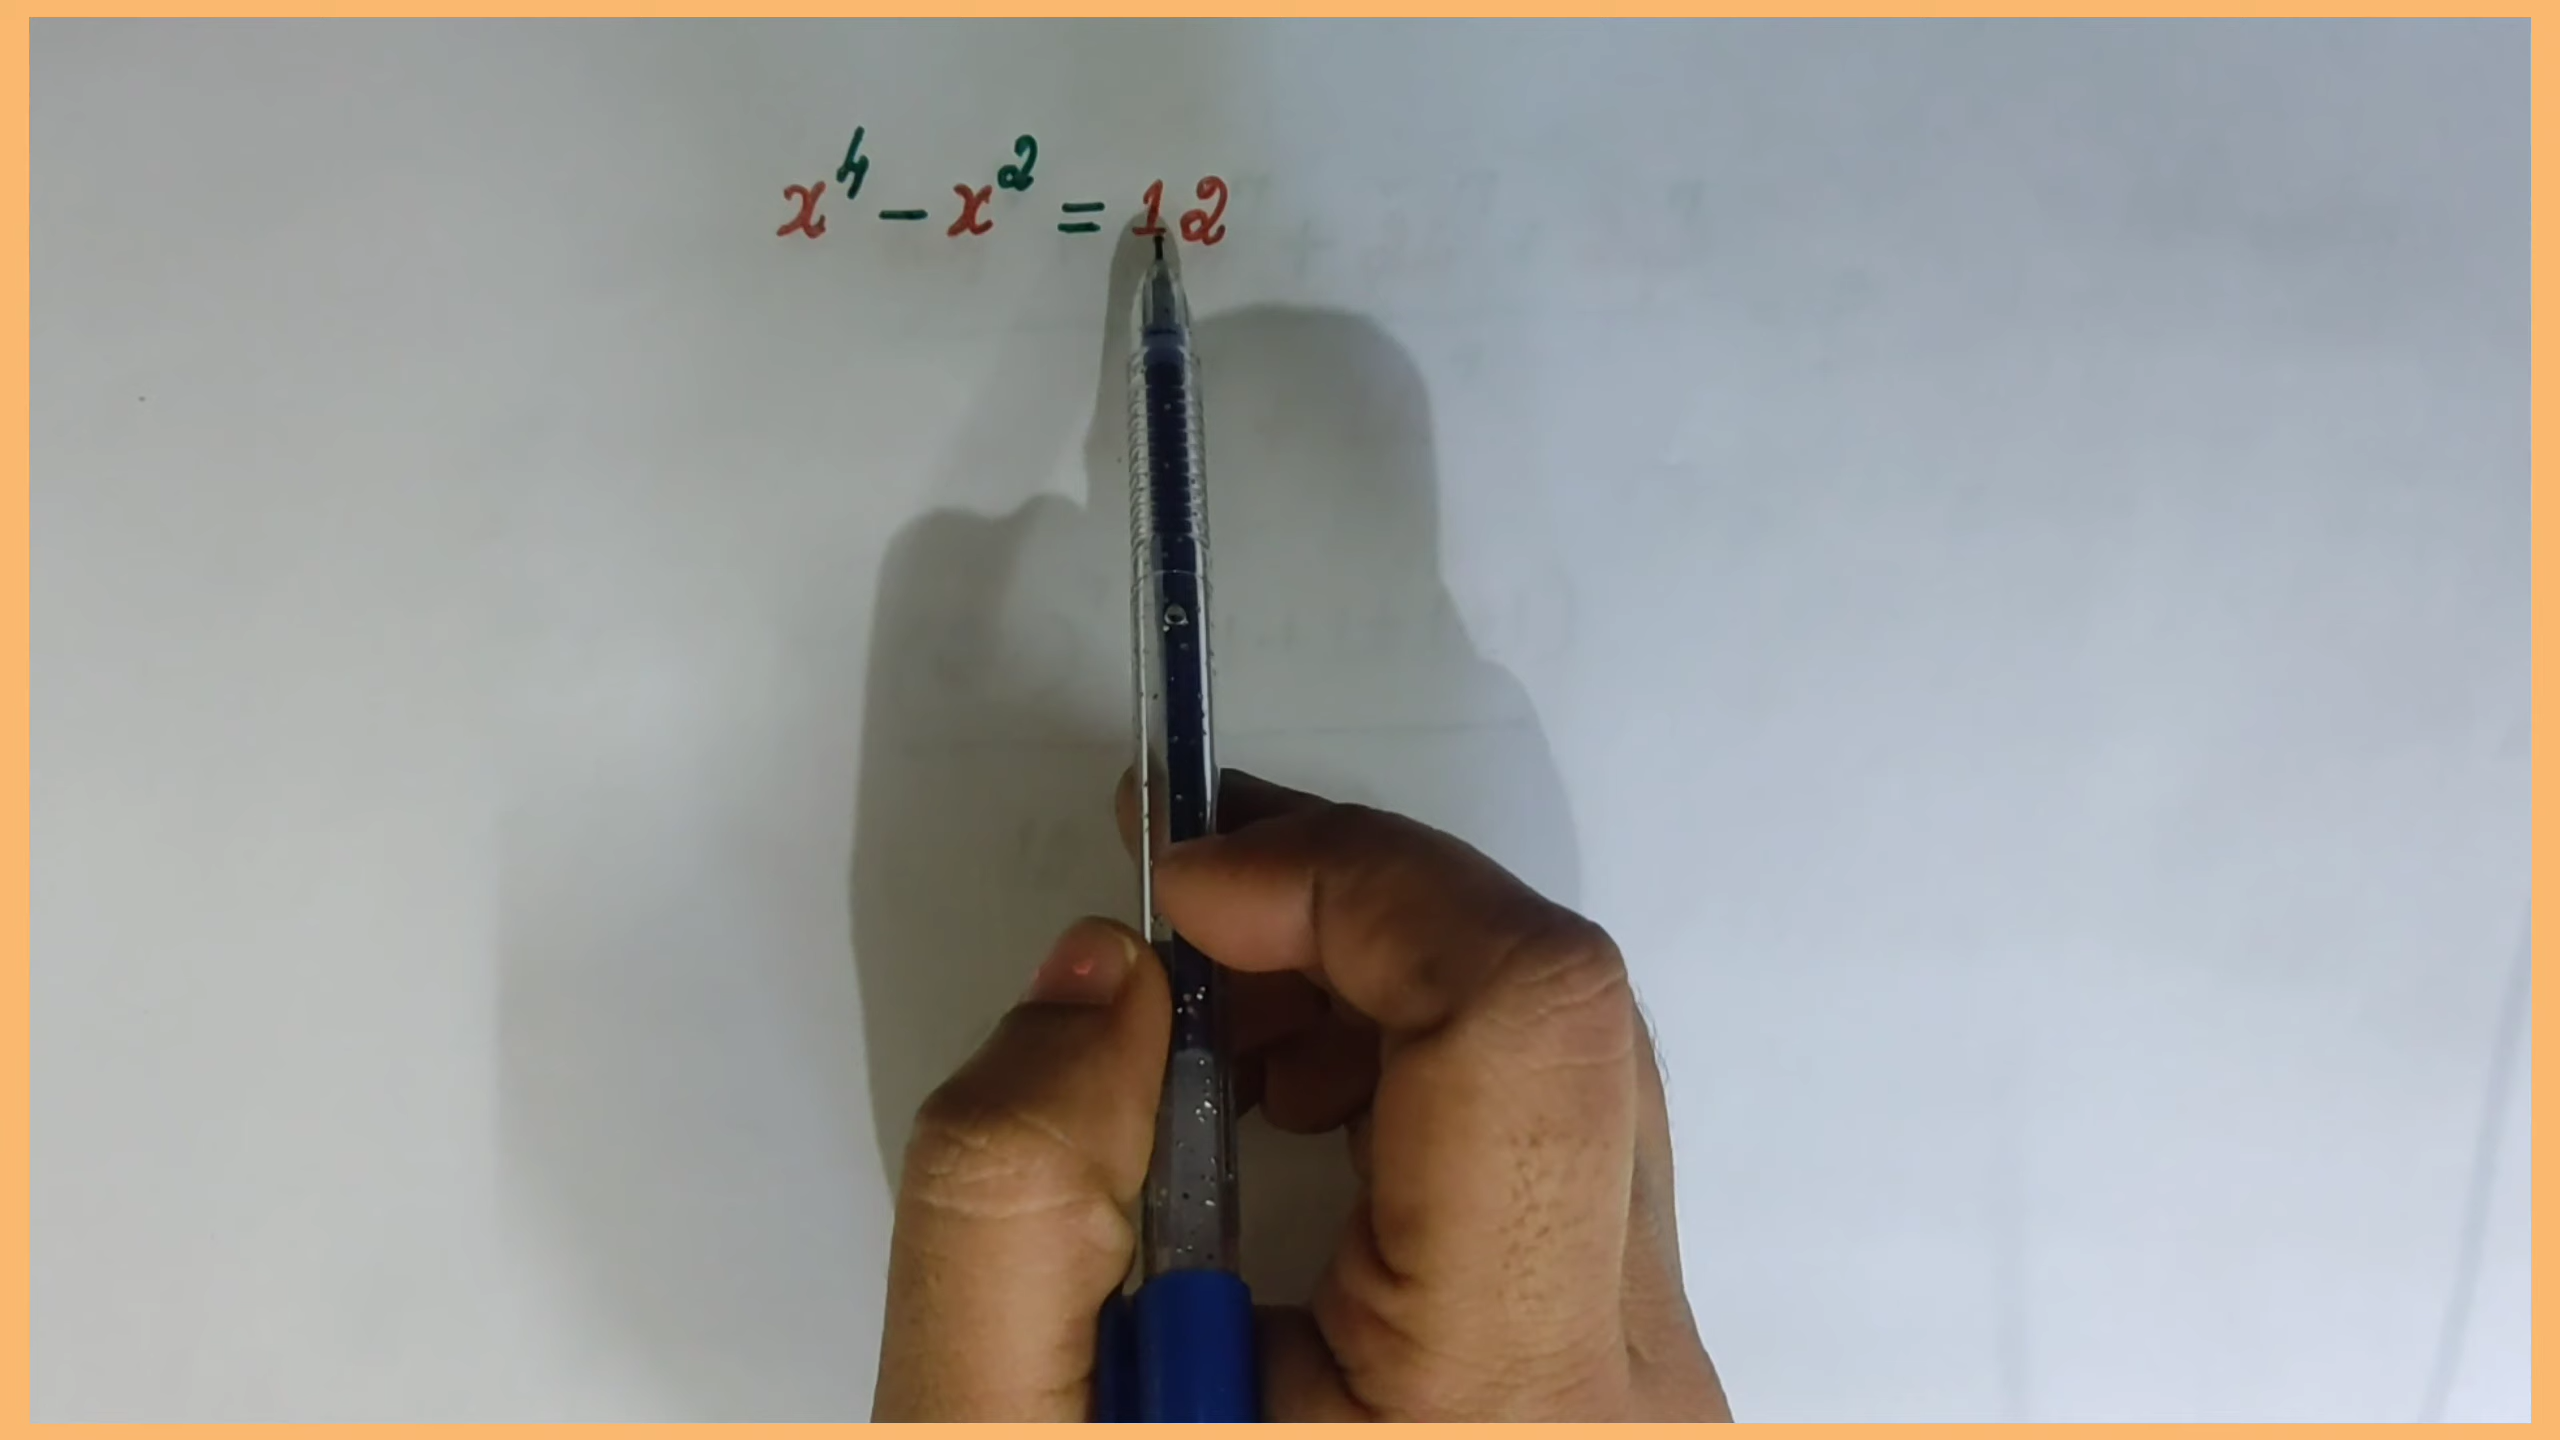 x⁴ - x² = 12